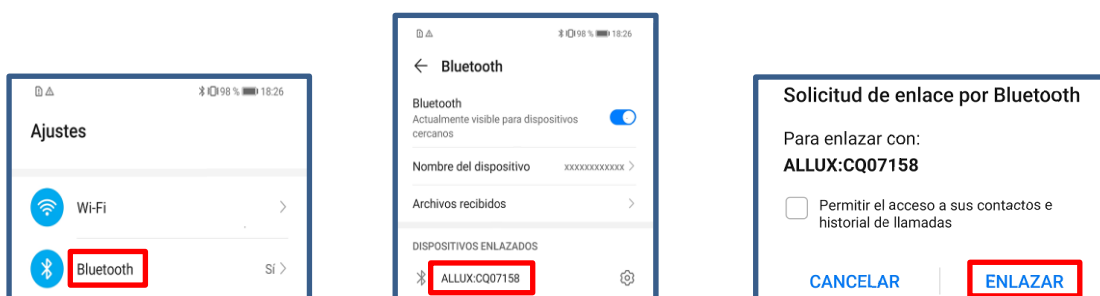 98 % 18:26
Ajustes
Wi-Fi
Bluetooth Sí
98 % 18:26
Bluetooth
Bluetooth
Actualmente visible para dispositivos
cercanos
Nombre del dispositivo xxxxxxxxxxxx
Archivos recibidos
DISPOSITIVOS ENLAZADOS
ALLUX:CQ07158
Solicitud de enlace por Bluetooth
Para enlazar con:
ALLUX:CQ07158
Permitir el acceso a sus contactos e
historial de llamadas
CANCELAR ENLAZAR